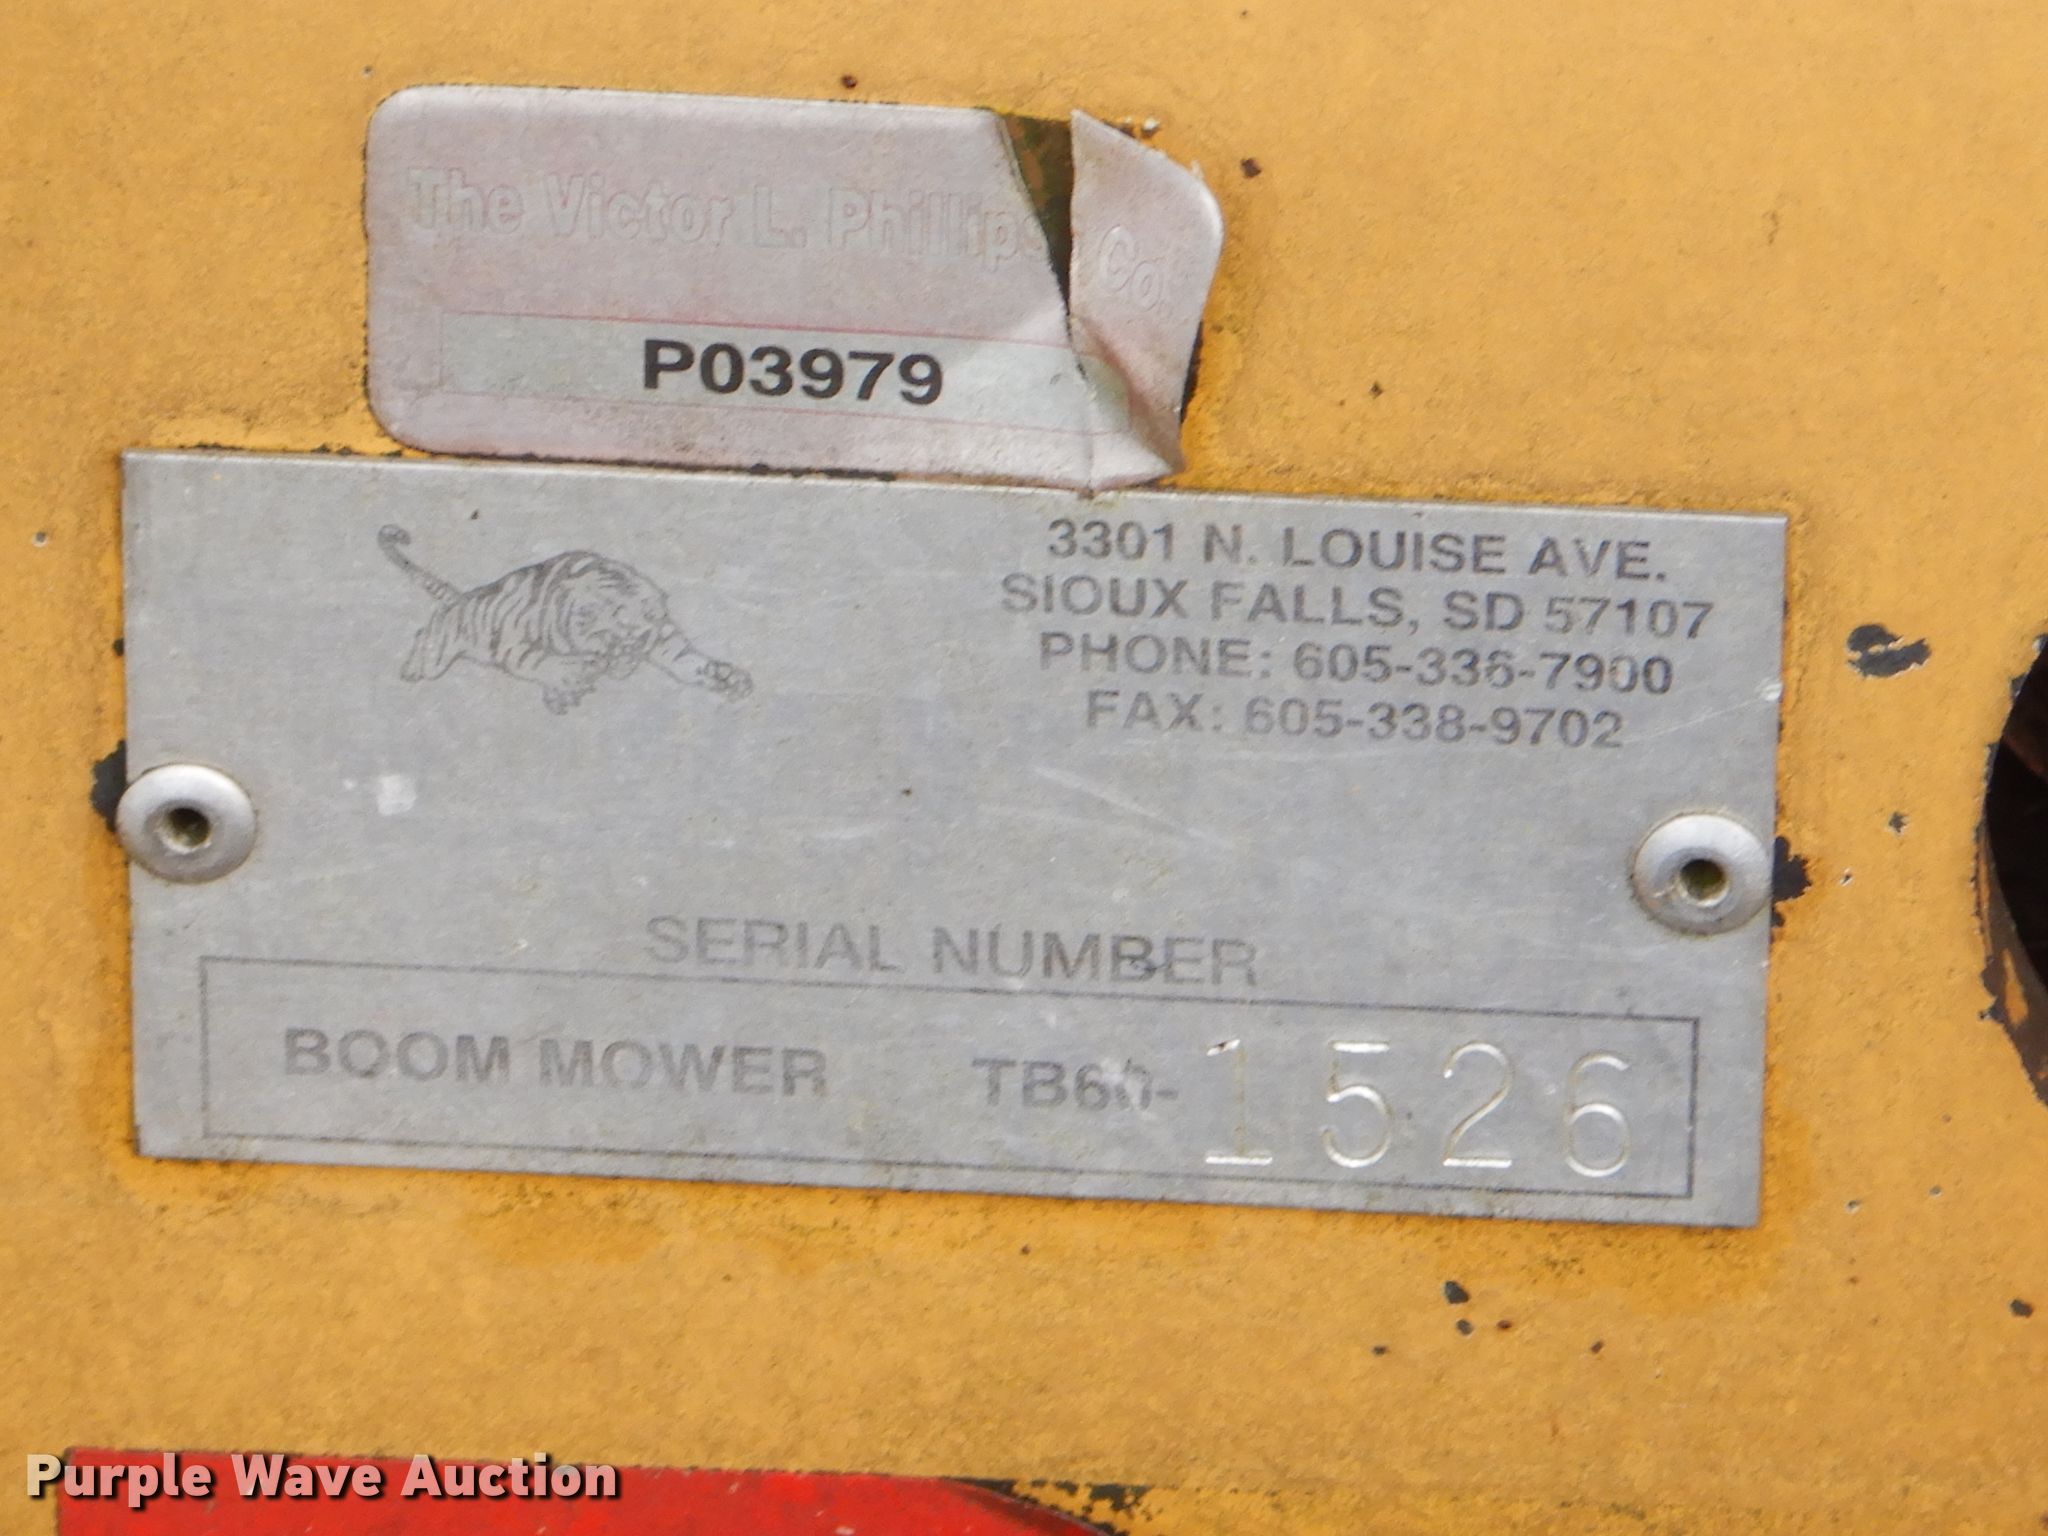 The Victor L. Phillips Co.
P03979
3301 N. LOUISE AVE.
SIOUX FALLS, SD 57107
PHONE: 605-336-7900
FAX: 605-338-9702
SERIAL NUMBER
BOOM MOWER TB60-1526
Purple Wave Auction